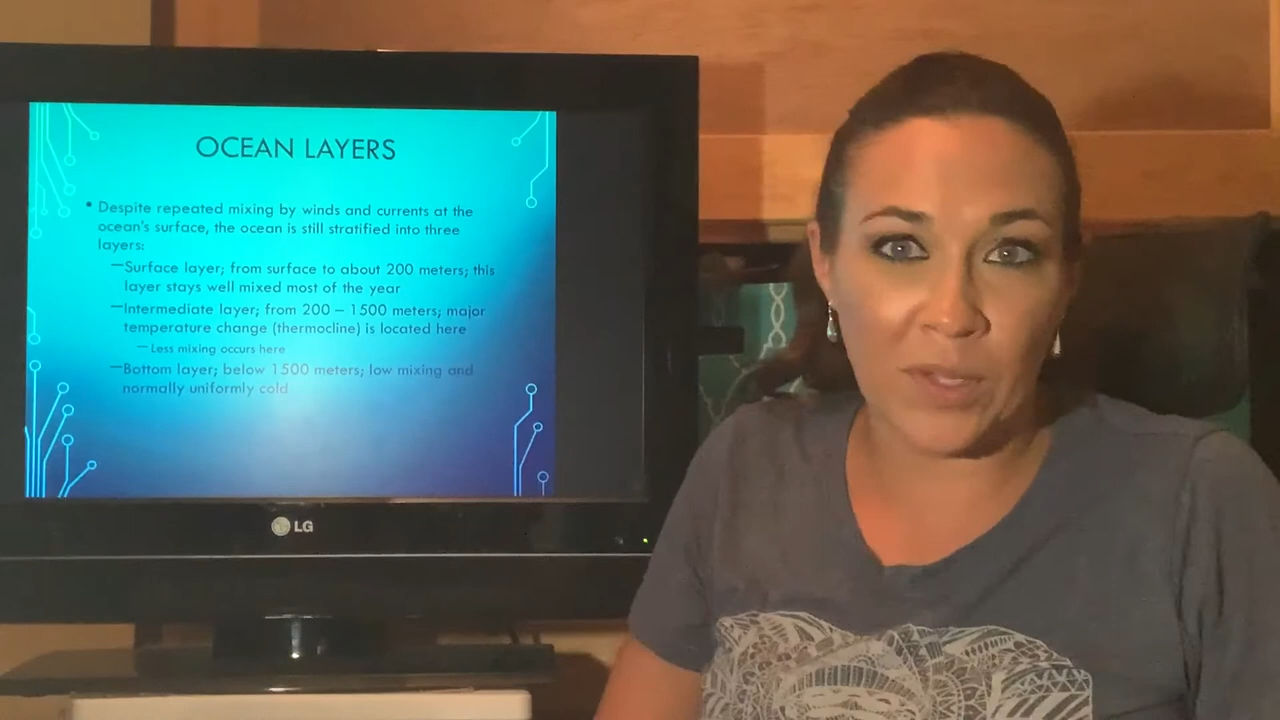 OCEAN LAYERS
• Despite repeated mixing by winds and currents at the
ocean's surface, the ocean is still stratified into three
layers:
—Surface layer; from surface to about 200 meters; this
layer stays well mixed most of the year
—Intermediate layer; from 200 – 1500 meters; major
temperature change (thermocline) is located here
— Less mixing occurs here
—Bottom layer; below 1500 meters; low mixing and
normally uniformly cold
LG